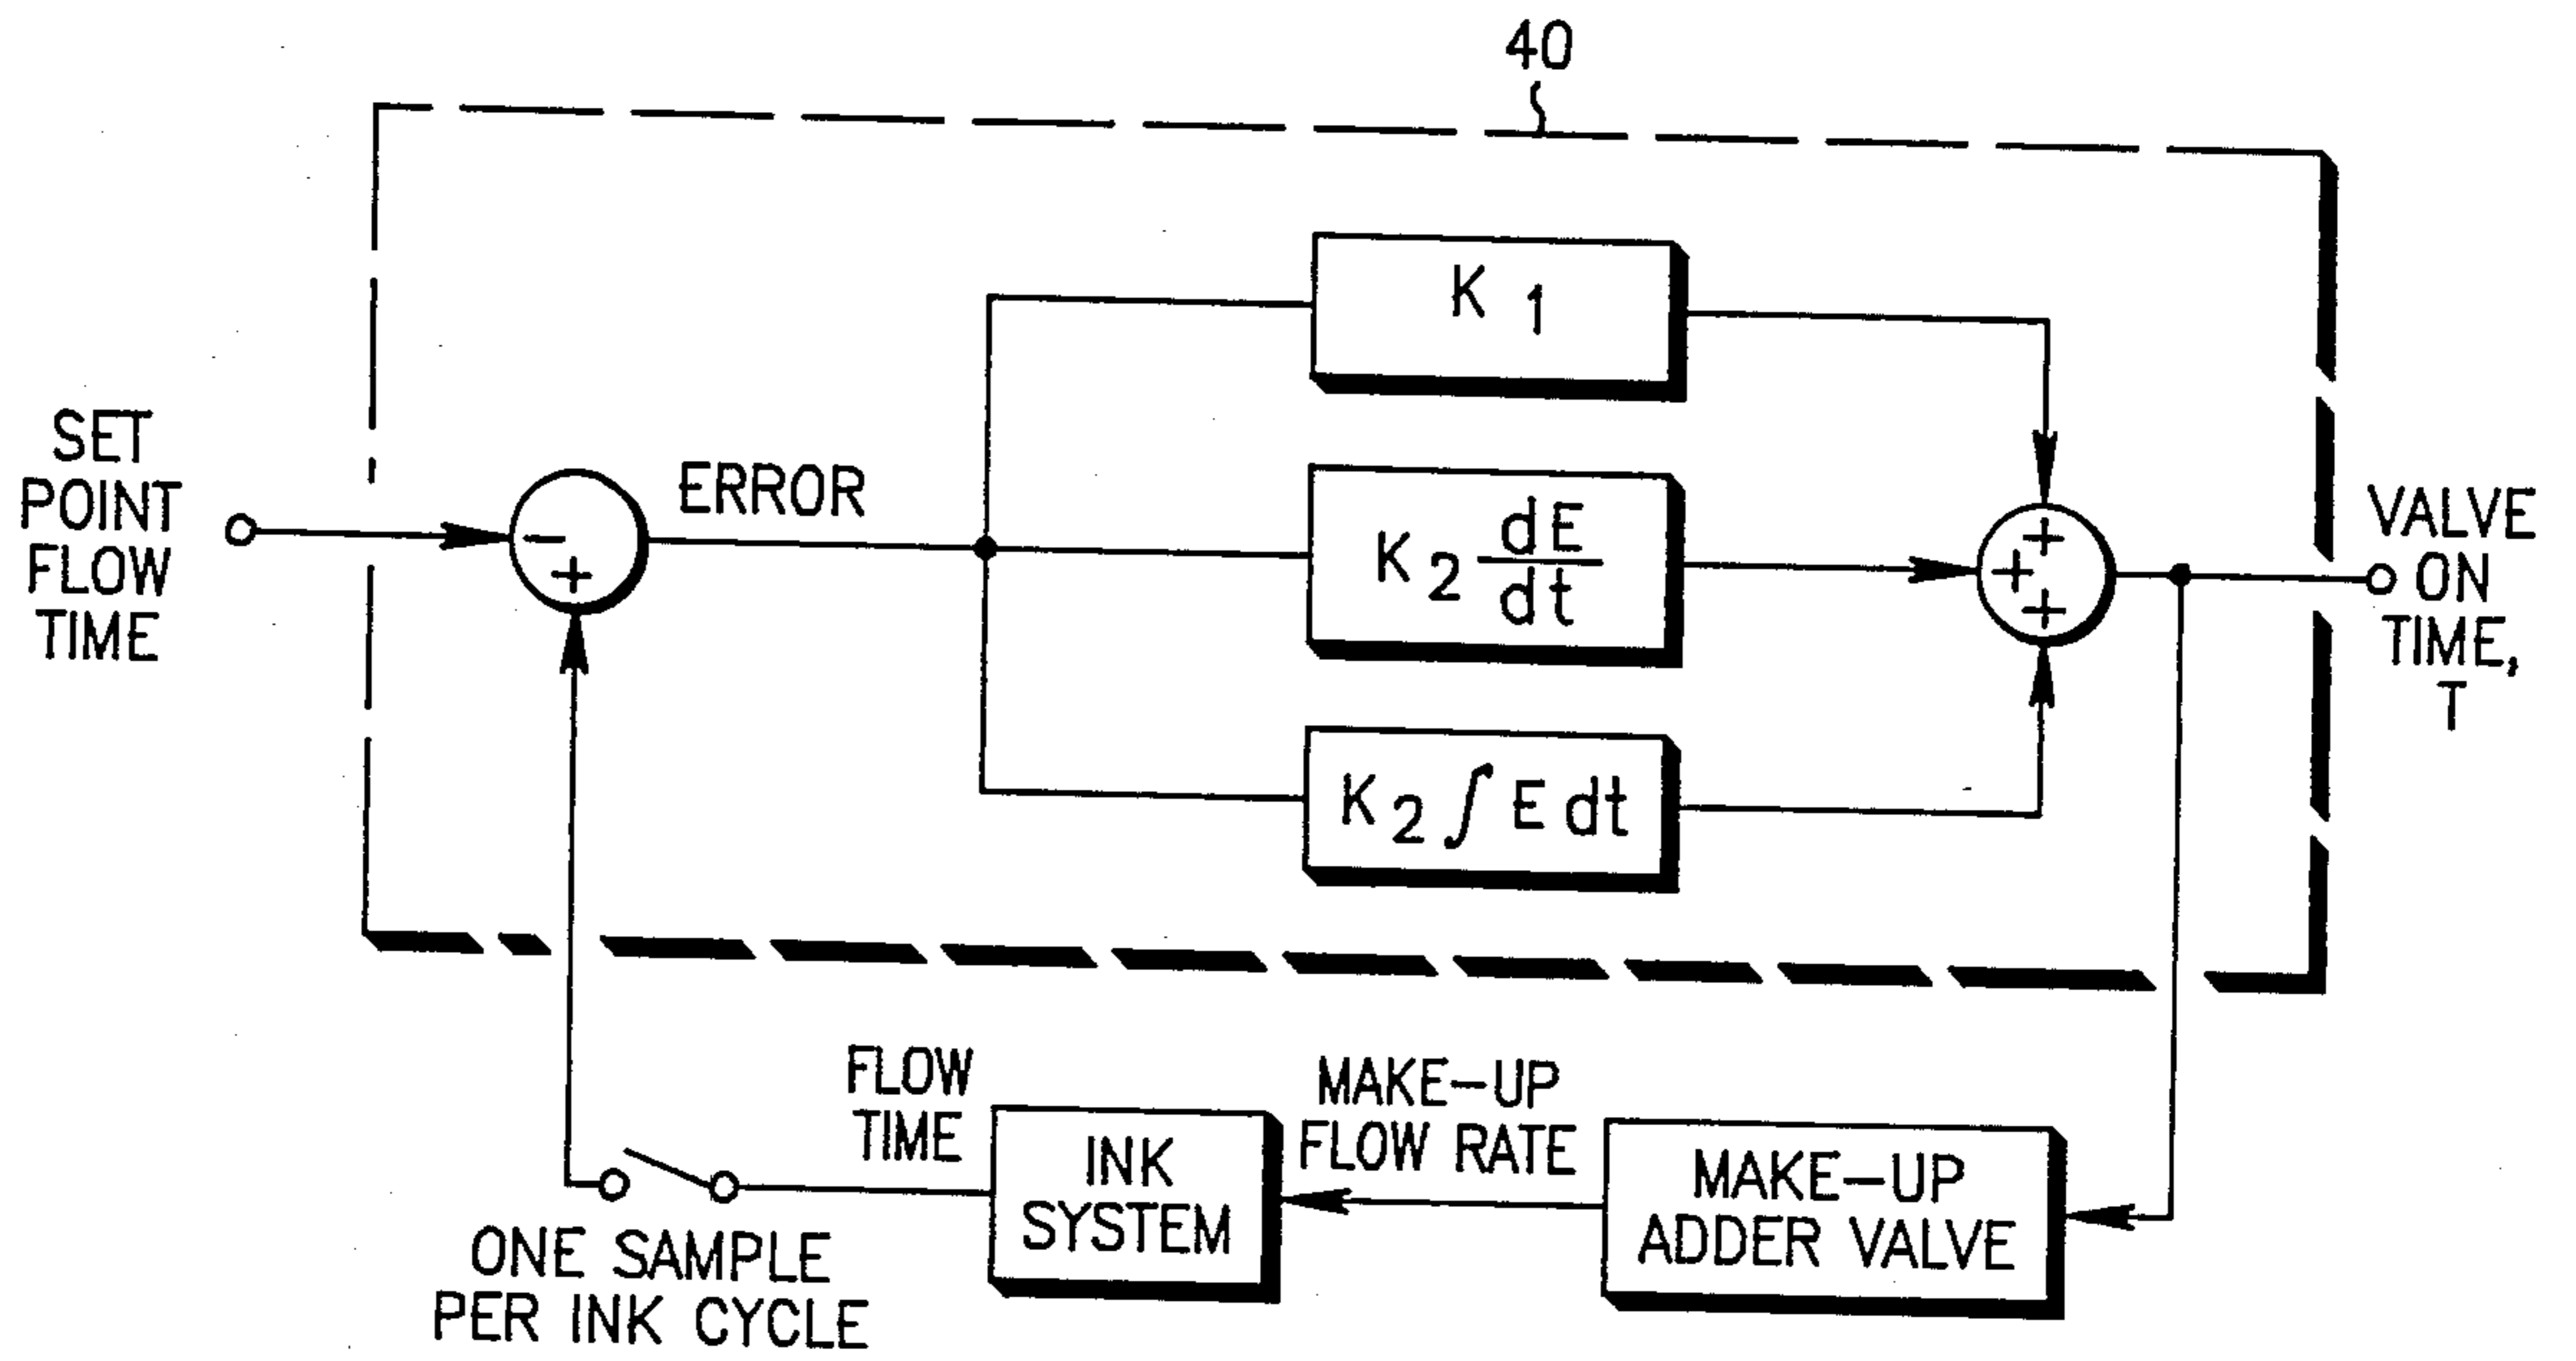 40
SET
POINT
FLOW
TIME
−
+
ERROR
K 1
K 2 dE
dt
K 2 ∫ E dt
+
+
+
VALVE
ON
TIME,
T
FLOW
TIME
ONE SAMPLE
PER INK CYCLE
INK
SYSTEM
MAKE-UP
FLOW RATE
MAKE-UP
ADDER VALVE